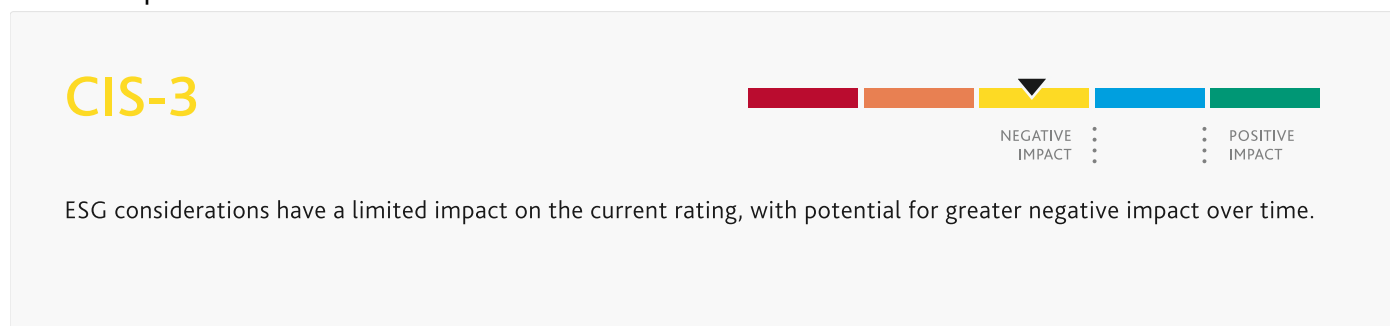 CIS-3
NEGATIVE
IMPACT
POSITIVE
IMPACT
ESG considerations have a limited impact on the current rating, with potential for greater negative impact over time.